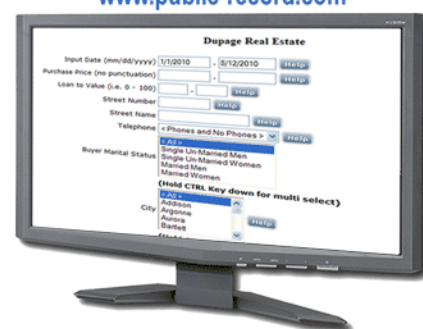 www.public-record.com
Dupage Real Estate
Input Date (mm/dd/yyyy) 1/1/2010 - 8/12/2010 Help
Purchase Price (no punctuation) - Help
Loan to Value (i.e. 0 - 100) - Help
Street Number Help
Street Name Help
Telephone < Phones and No Phones > Help
Buyer Marital Status < All >
Single Un-Married Men
Single Un-Married Women
Married Men
Married Women
(Hold CTRL Key down for multi select)
City < All > Help
Addison
Argonne
Aurora
Bartlett